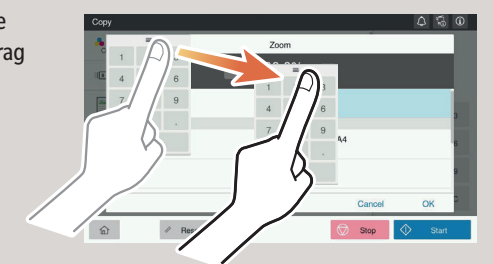 e
rag
Copy
Zoom
1
4 6
7 9
.
1 3
4 6
7 9
.
A4
Cancel OK
Res
Stop
Start